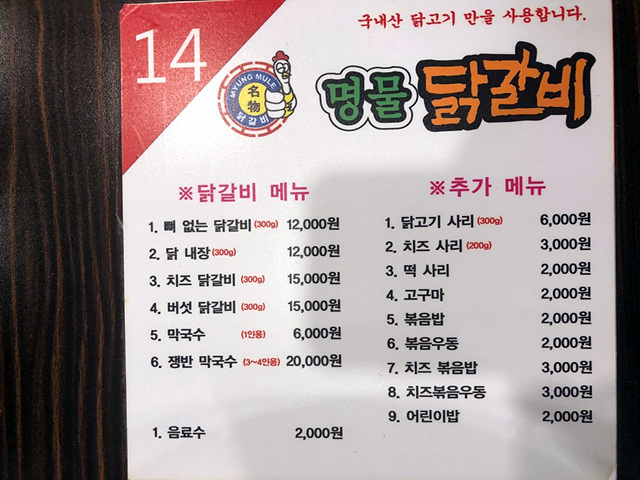 국내산 닭고기 만을 사용합니다.
14
MYUNG MULE
名物
닭갈비
명물 닭갈비
※닭갈비 메뉴
1. 뼈 없는 닭갈비(300g) 12,000원
2. 닭 내장(300g) 12,000원
3. 치즈 닭갈비 (300g) 15,000원
4. 버섯 닭갈비 (300g) 15,000원
5. 막국수 (1인용) 6,000원
6. 쟁반 막국수 (3~4인용) 20,000원
1. 음료수 2,000원
※추가 메뉴
1. 닭고기 사리(300g) 6,000원
2. 치즈 사리(200g) 3,000원
3. 떡 사리 2,000원
4. 고구마 2,000원
5. 볶음밥 2,000원
6. 볶음우동 2,000원
7. 치즈 볶음밥 3,000원
8. 치즈볶음우동 3,000원
9. 어린이밥 2,000원